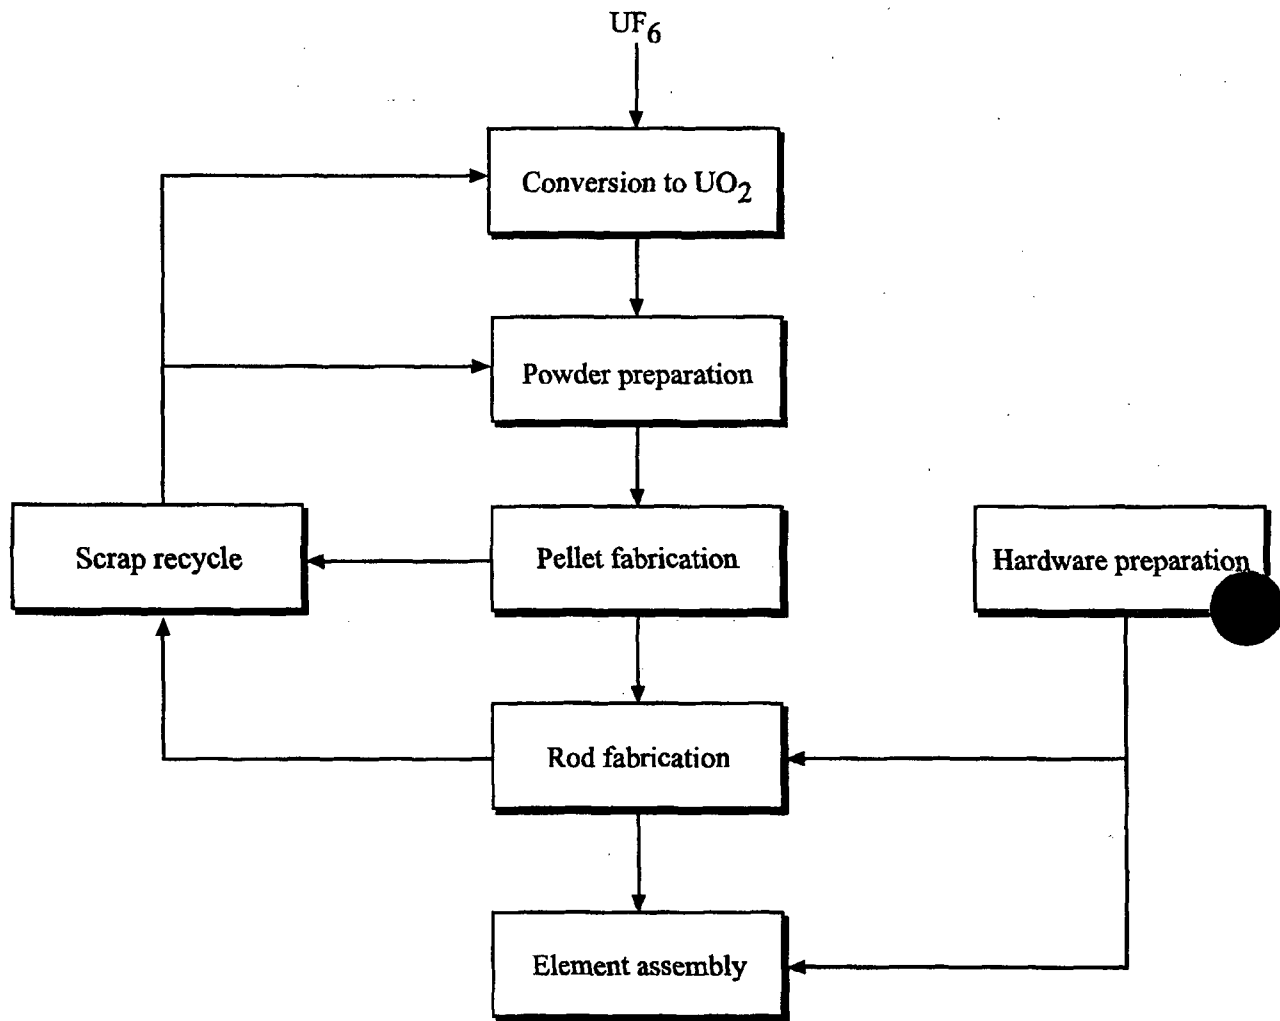 UF6
Conversion to UO2
Powder preparation
Scrap recycle
Pellet fabrication
Hardware preparation
Rod fabrication
Element assembly